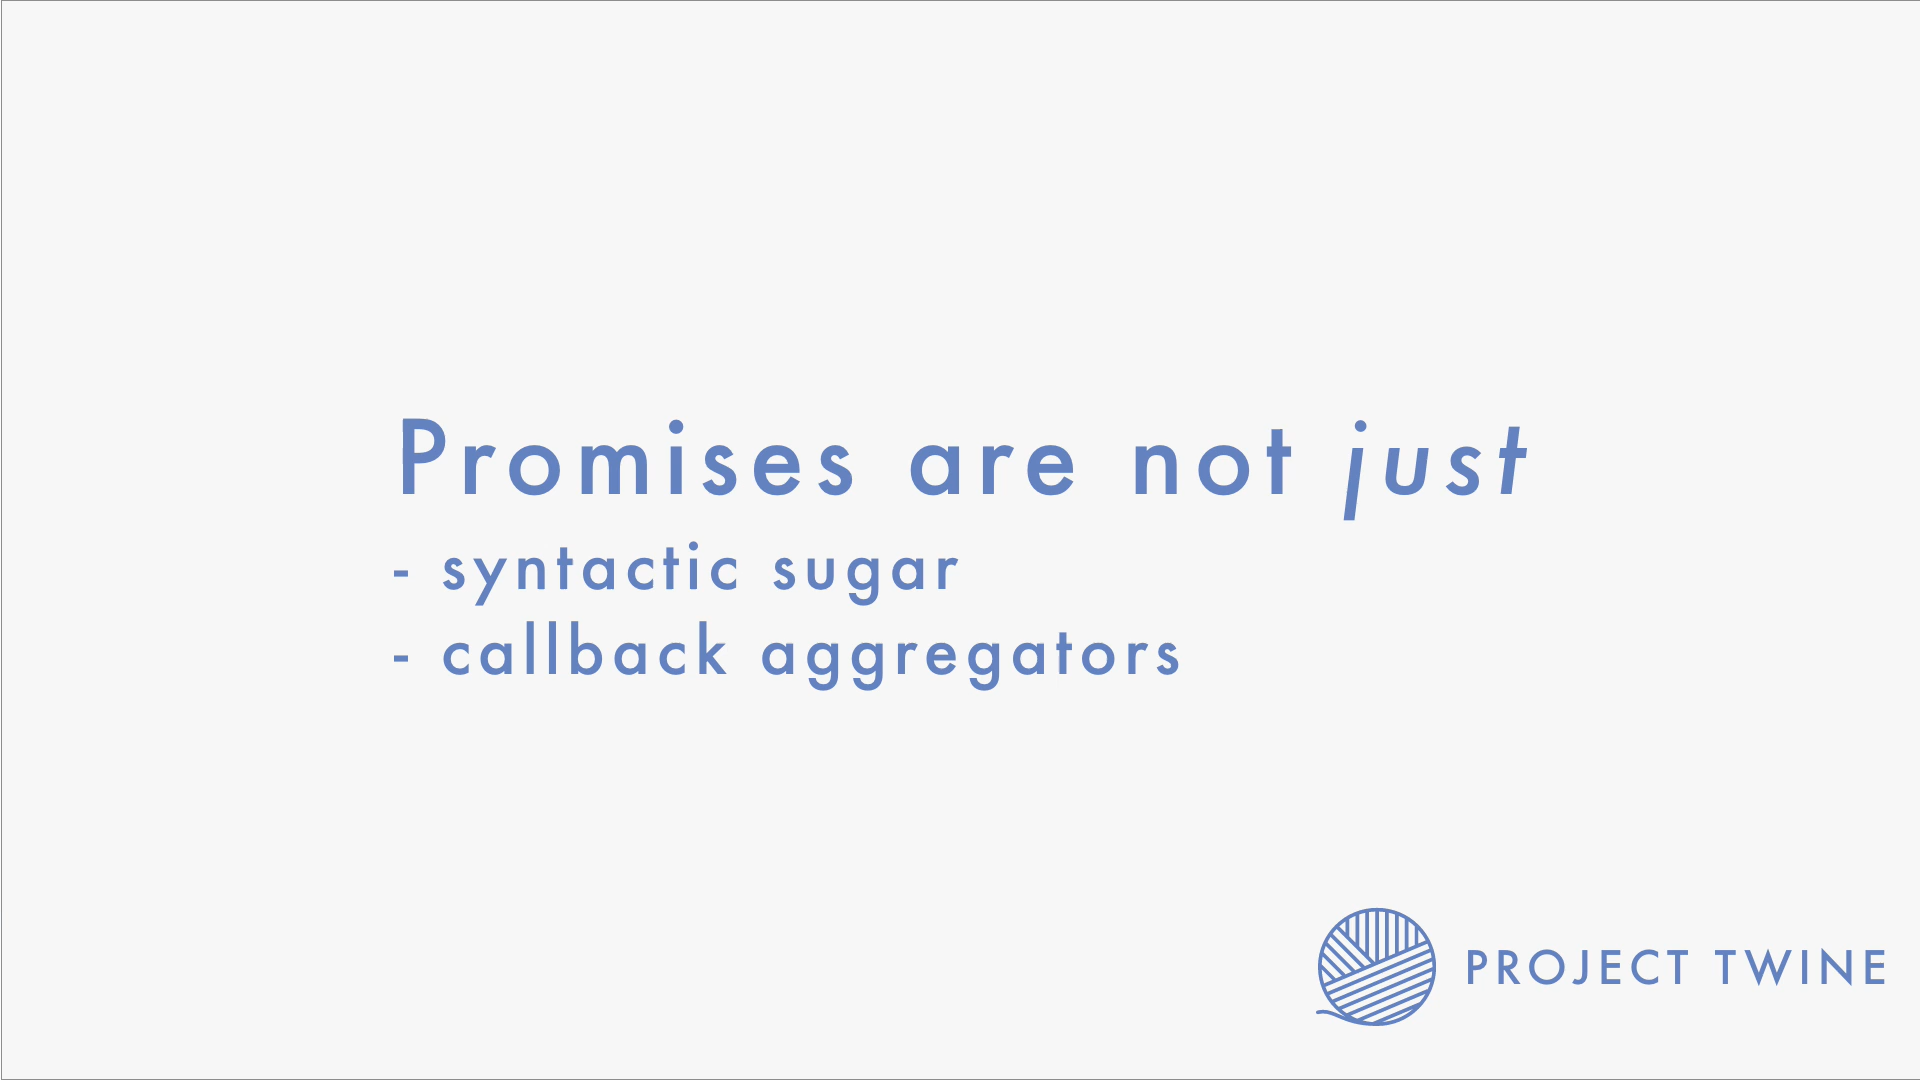 Promises are not just
- syntactic sugar
- callback aggregators
PROJECT TWINE